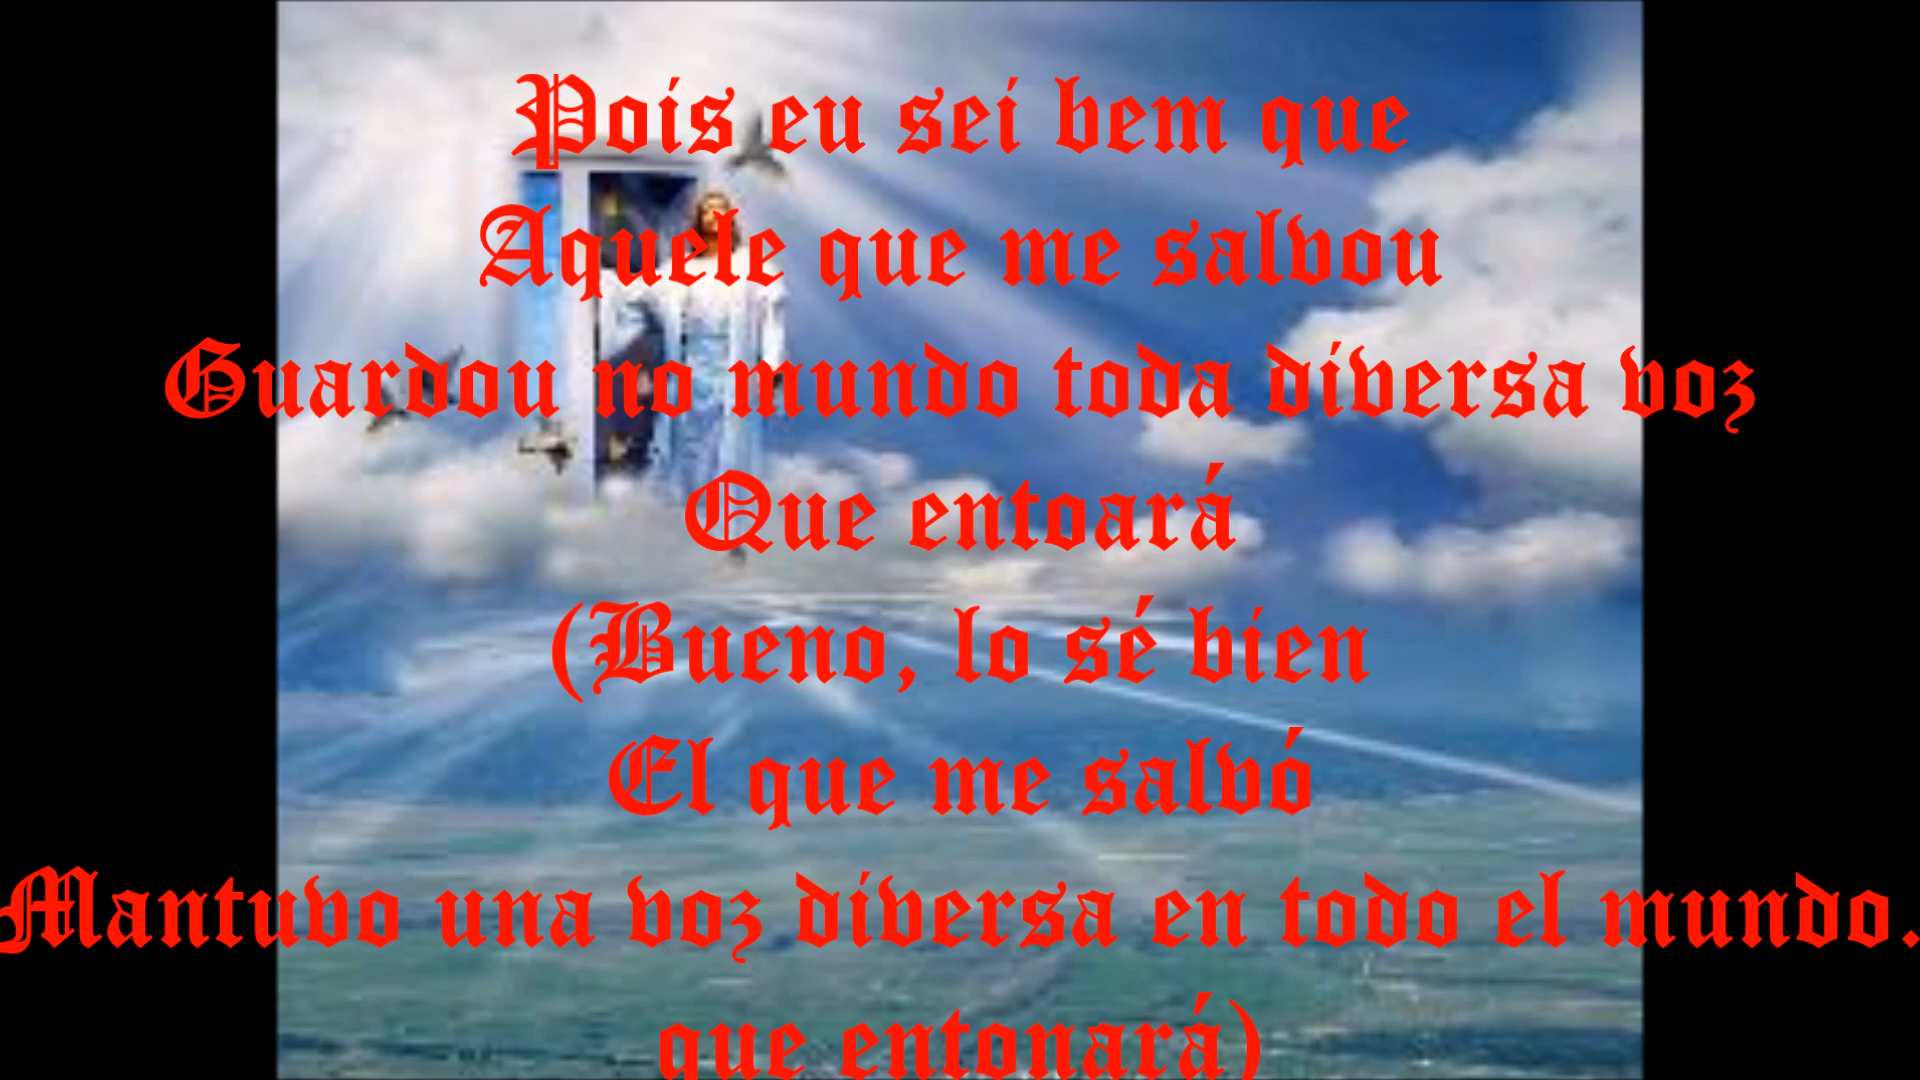 Pois eu sei bem que
Aquele que me salvou
Guardou no mundo toda diversa voz
Que entoará
(Bueno, lo sé bien
El que me salvó
Mantuvo una voz diversa en todo el mundo.
que entonará)